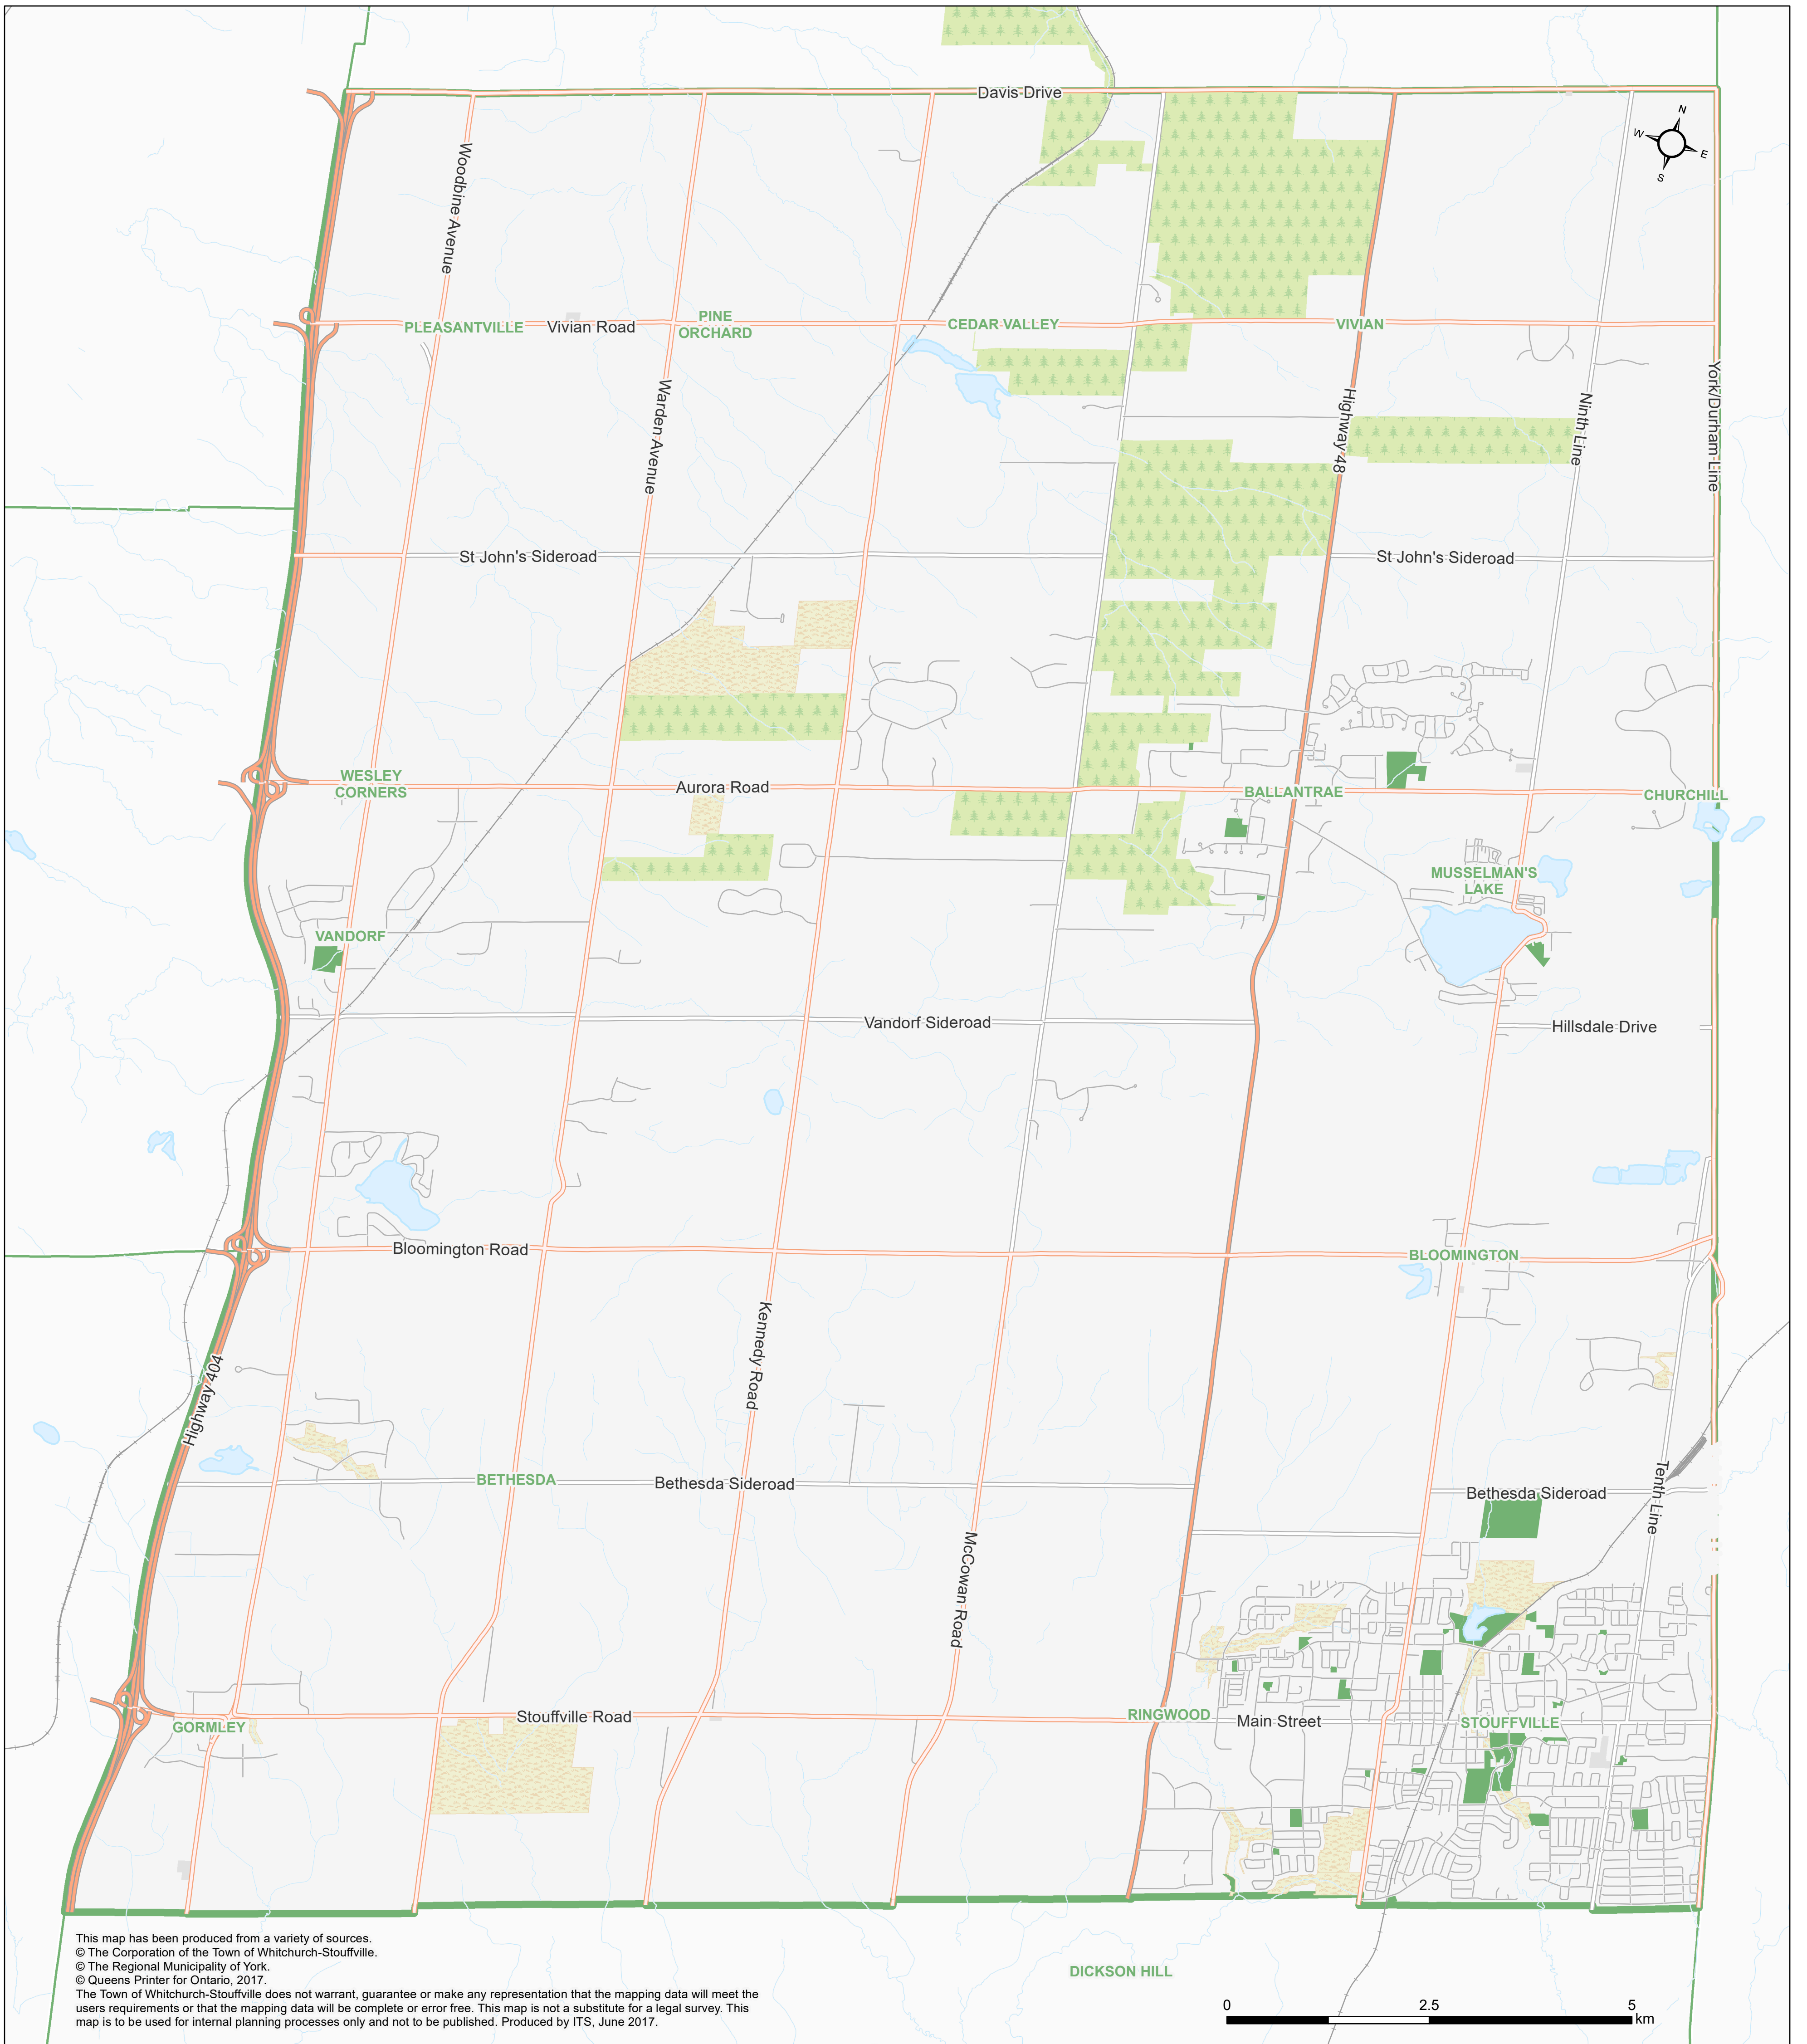 Davis Drive
N
W
E
S
Woodbine Avenue
PLEASANTVILLE
Vivian Road
PINE
ORCHARD
CEDAR VALLEY
VIVIAN
Warden Avenue
Highway 48
Ninth Line
York/Durham Line
St John's Sideroad
St John's Sideroad
WESLEY
CORNERS
Aurora Road
BALLANTRAE
CHURCHILL
MUSSELMAN'S
LAKE
VANDORF
Vandorf Sideroad
Hillsdale Drive
Bloomington Road
BLOOMINGTON
Kennedy Road
Highway 404
BETHESDA
Bethesda Sideroad
Bethesda Sideroad
Tenth Line
McCowan Road
GORMLEY
Stouffville Road
RINGWOOD
Main Street
STOUFFVILLE
This map has been produced from a variety of sources.
© The Corporation of the Town of Whitchurch-Stouffville.
© The Regional Municipality of York.
© Queens Printer for Ontario, 2017.
The Town of Whitchurch-Stouffville does not warrant, guarantee or make any representation that the mapping data will meet the
users requirements or that the mapping data will be complete or error free. This map is not a substitute for a legal survey. This
map is to be used for internal planning processes only and not to be published. Produced by ITS, June 2017.
DICKSON HILL
0 2.5 5
km